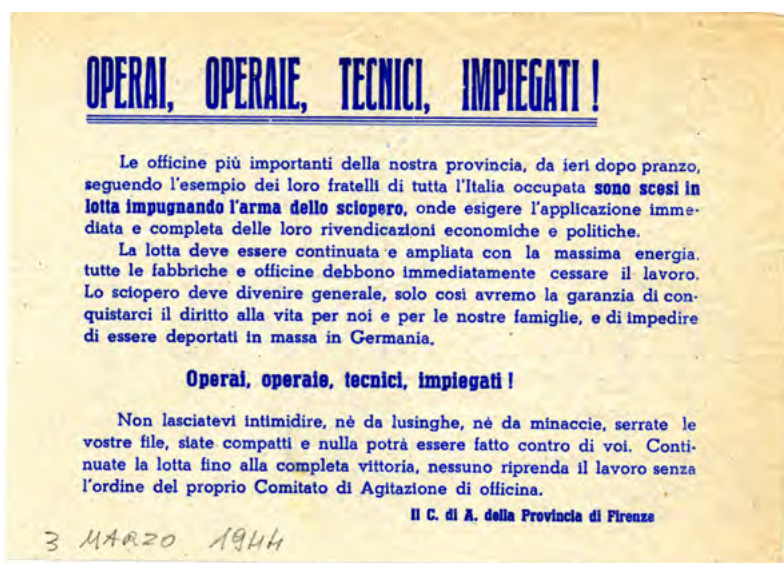 OPERAI, OPERAIE, TECNICI, IMPIEGATI !
Le officine più importanti della nostra provincia, da ieri dopo pranzo,
seguendo l'esempio dei loro fratelli di tutta l'Italia occupata sono scesi in
lotta impugnando l'arma dello sciopero, onde esigere l'applicazione imme-
diata e completa delle loro rivendicazioni economiche e politiche.
La lotta deve essere continuata e ampliata con la massima energia.
tutte le fabbriche e officine debbono immediatamente cessare il lavoro.
Lo sciopero deve divenire generale, solo così avremo la garanzia di con-
quistarci il diritto alla vita per noi e per le nostre famiglie, e di impedire
di essere deportati in massa in Germania.
Operai, operaie, tecnici, impiegati !
Non lasciatevi intimidire, nè da lusinghe, nè da minaccie, serrate le
vostre file, siate compatti e nulla potrà essere fatto contro di voi. Conti-
nuate la lotta fino alla completa vittoria, nessuno riprenda il lavoro senza
l'ordine del proprio Comitato di Agitazione di officina.
Il C. di A. della Provincia di Firenze
3 MARZO 1944